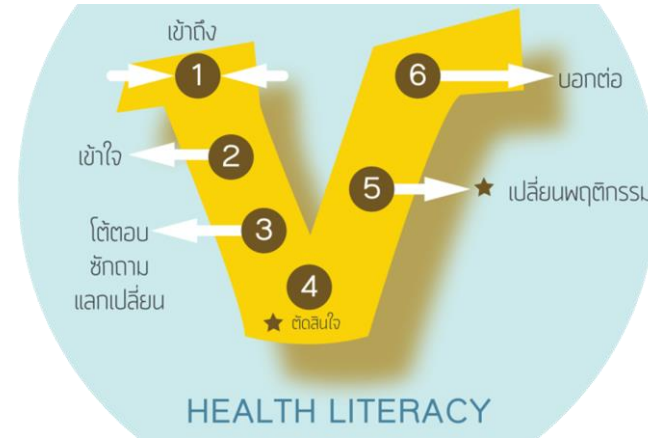 เข้าถึง
1
เข้าใจ
2
โต้ตอบ
ซักถาม
แลกเปลี่ยน
3
4
ตัดสินใจ
5
เปลี่ยนพฤติกรรม
6
บอกต่อ
HEALTH LITERACY